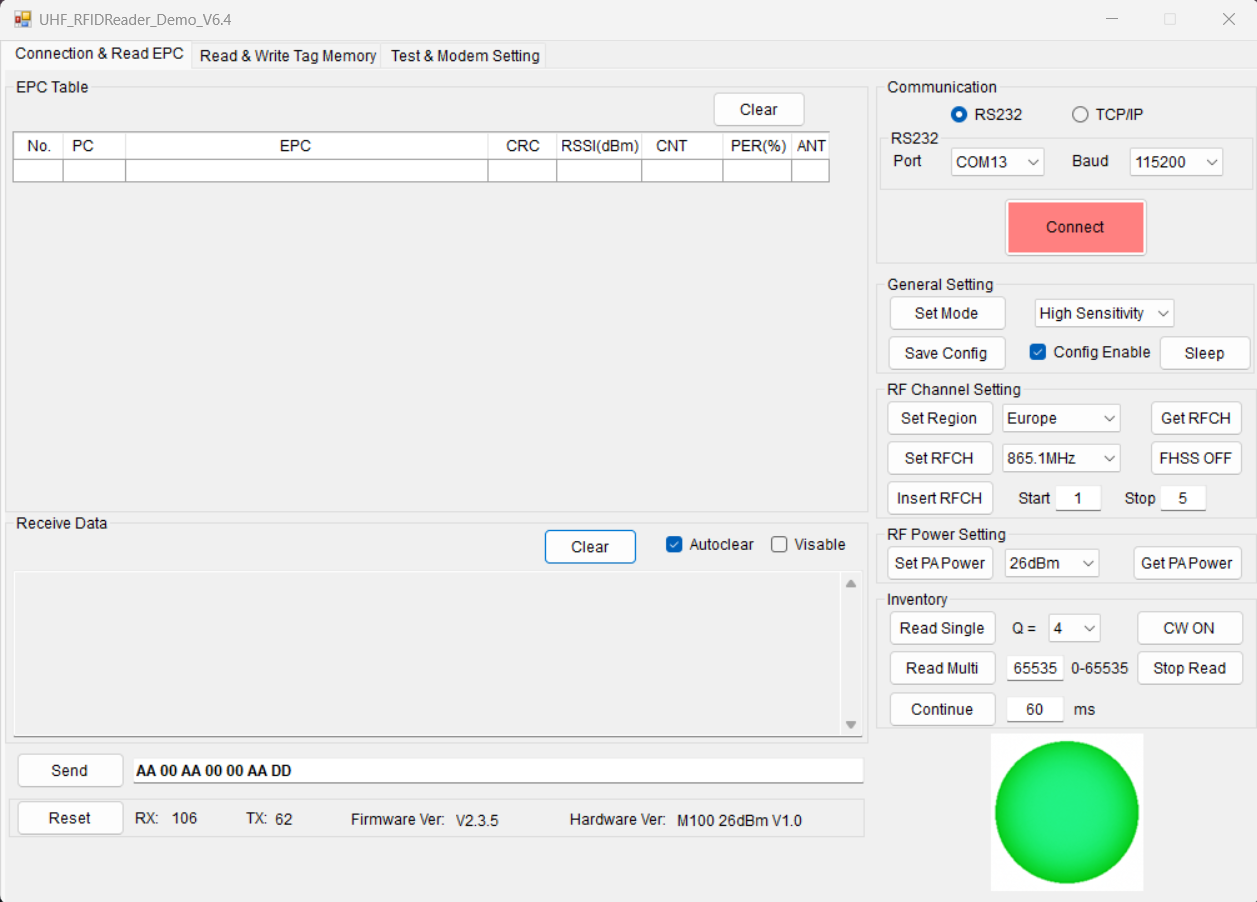 UHF_RFIDReader_Demo_V6.4
Connection & Read EPC Read & Write Tag Memory Test & Modem Setting
EPC Table
Clear
No. PC EPC CRC RSSI(dBm) CNT PER(%) ANT
Communication
RS232 TCP/IP
RS232
Port COM13 Baud 115200
Connect
General Setting
Set Mode High Sensitivity
Save Config Config Enable Sleep
RF Channel Setting
Set Region Europe Get RFCH
Set RFCH 865.1MHz FHSS OFF
Insert RFCH Start 1 Stop 5
Receive Data
Clear Autoclear Visable
RF Power Setting
Set PA Power 26dBm Get PA Power
Inventory
Read Single Q = 4 CW ON
Read Multi 65535 0-65535 Stop Read
Continue 60 ms
Send AA 00 AA 00 00 AA DD
Reset RX: 106 TX: 62 Firmware Ver: V2.3.5 Hardware Ver: M100 26dBm V1.0